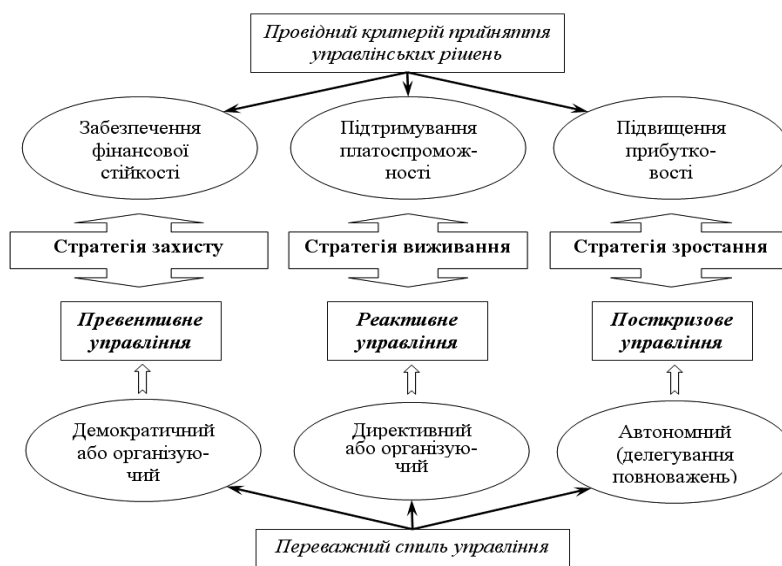 Провідний критерій прийняття
управлінських рішень
Забезпечення
фінансової
стійкості
Підтримування
платоспромож-
ності
Підвищення
прибутко-
вості
Стратегія захисту
Стратегія виживання
Стратегія зростання
Превентивне
управління
Реактивне
управління
Посткризове
управління
Демократичний
або організую-
чий
Директивний
або організую-
чий
Автономний
(делегування
повноважень)
Переважний стиль управління